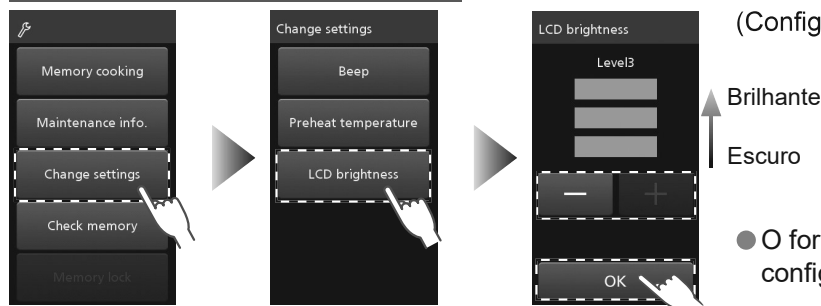 Memory cooking
Maintenance info.
Change settings
Check memory
Memory lock
Change settings
Beep
Preheat temperature
LCD brightness
LCD brightness
Level3
− +
OK
(Config
Brilhante
Escuro
● O for
config